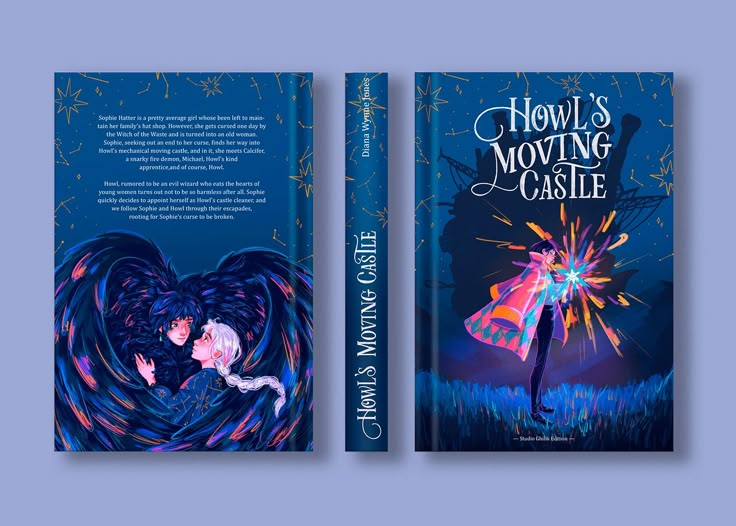 Sophie Hatter is a pretty average girl whose been left to main-
tain her family's hat shop. However, she gets cursed one day
by the Witch of the Waste and is turned into an old woman.
Sophie, seeking out an end to her curse, finds her way into
Howl's mechanical moving castle, and in it, she meets Calcifer,
a snarky fire demon, Michael, Howl's kind
apprentice,and of course, Howl.
Howl, rumored to be an evil wizard who eats the hearts of
young women turns out not to be so harmless after all. Sophie
quickly decides to appoint herself as Howl's castle cleaner, and
we follow Sophie and Howl through their escapades,
rooting for Sophie's curse to be broken.
Diana Wynne Jones
Howl's Moving Castle
Howl's
Moving
Castle
— Studio Ghibli Edition —